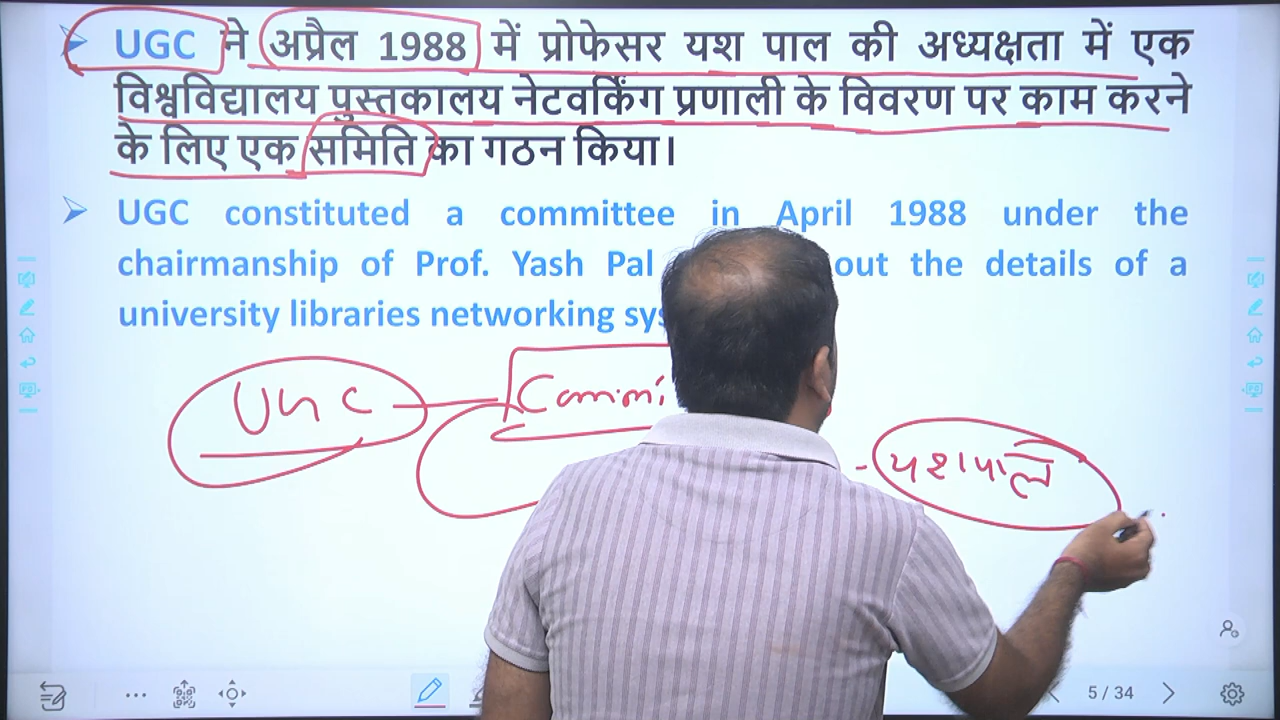 ➤ UGC ने अप्रैल 1988 में प्रोफेसर यश पाल की अध्यक्षता में एक
विश्वविद्यालय पुस्तकालय नेटवर्किंग प्रणाली के विवरण पर काम करने
के लिए एक समिति का गठन किया।
➤ UGC constituted a committee in April 1988 under the
chairmanship of Prof. Yash Pal out the details of a
university libraries networking
UGC
यशपाल
5 / 34